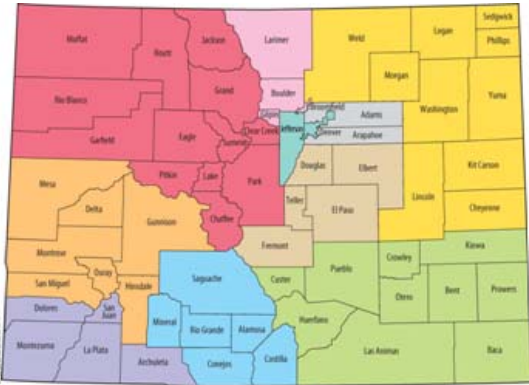 Moffat
Routt
Jackson
Larimer
Weld
Logan
Sedgwick
Phillips
Morgan
Rio Blanco
Grand
Boulder
Broomfield
Washington
Yuma
Gilpin
Adams
Garfield
Eagle
Summit
Clear Creek
Jefferson
Denver
Arapahoe
Mesa
Pitkin
Lake
Park
Douglas
Elbert
Kit Carson
Delta
Gunnison
Chaffee
Teller
El Paso
Lincoln
Cheyenne
Montrose
Fremont
Kiowa
Ouray
Saguache
Custer
Pueblo
Crowley
San Miguel
Hinsdale
Otero
Bent
Prowers
Dolores
San
Juan
Mineral
Rio Grande
Alamosa
Huerfano
Montezuma
La Plata
Archuleta
Conejos
Costilla
Las Animas
Baca